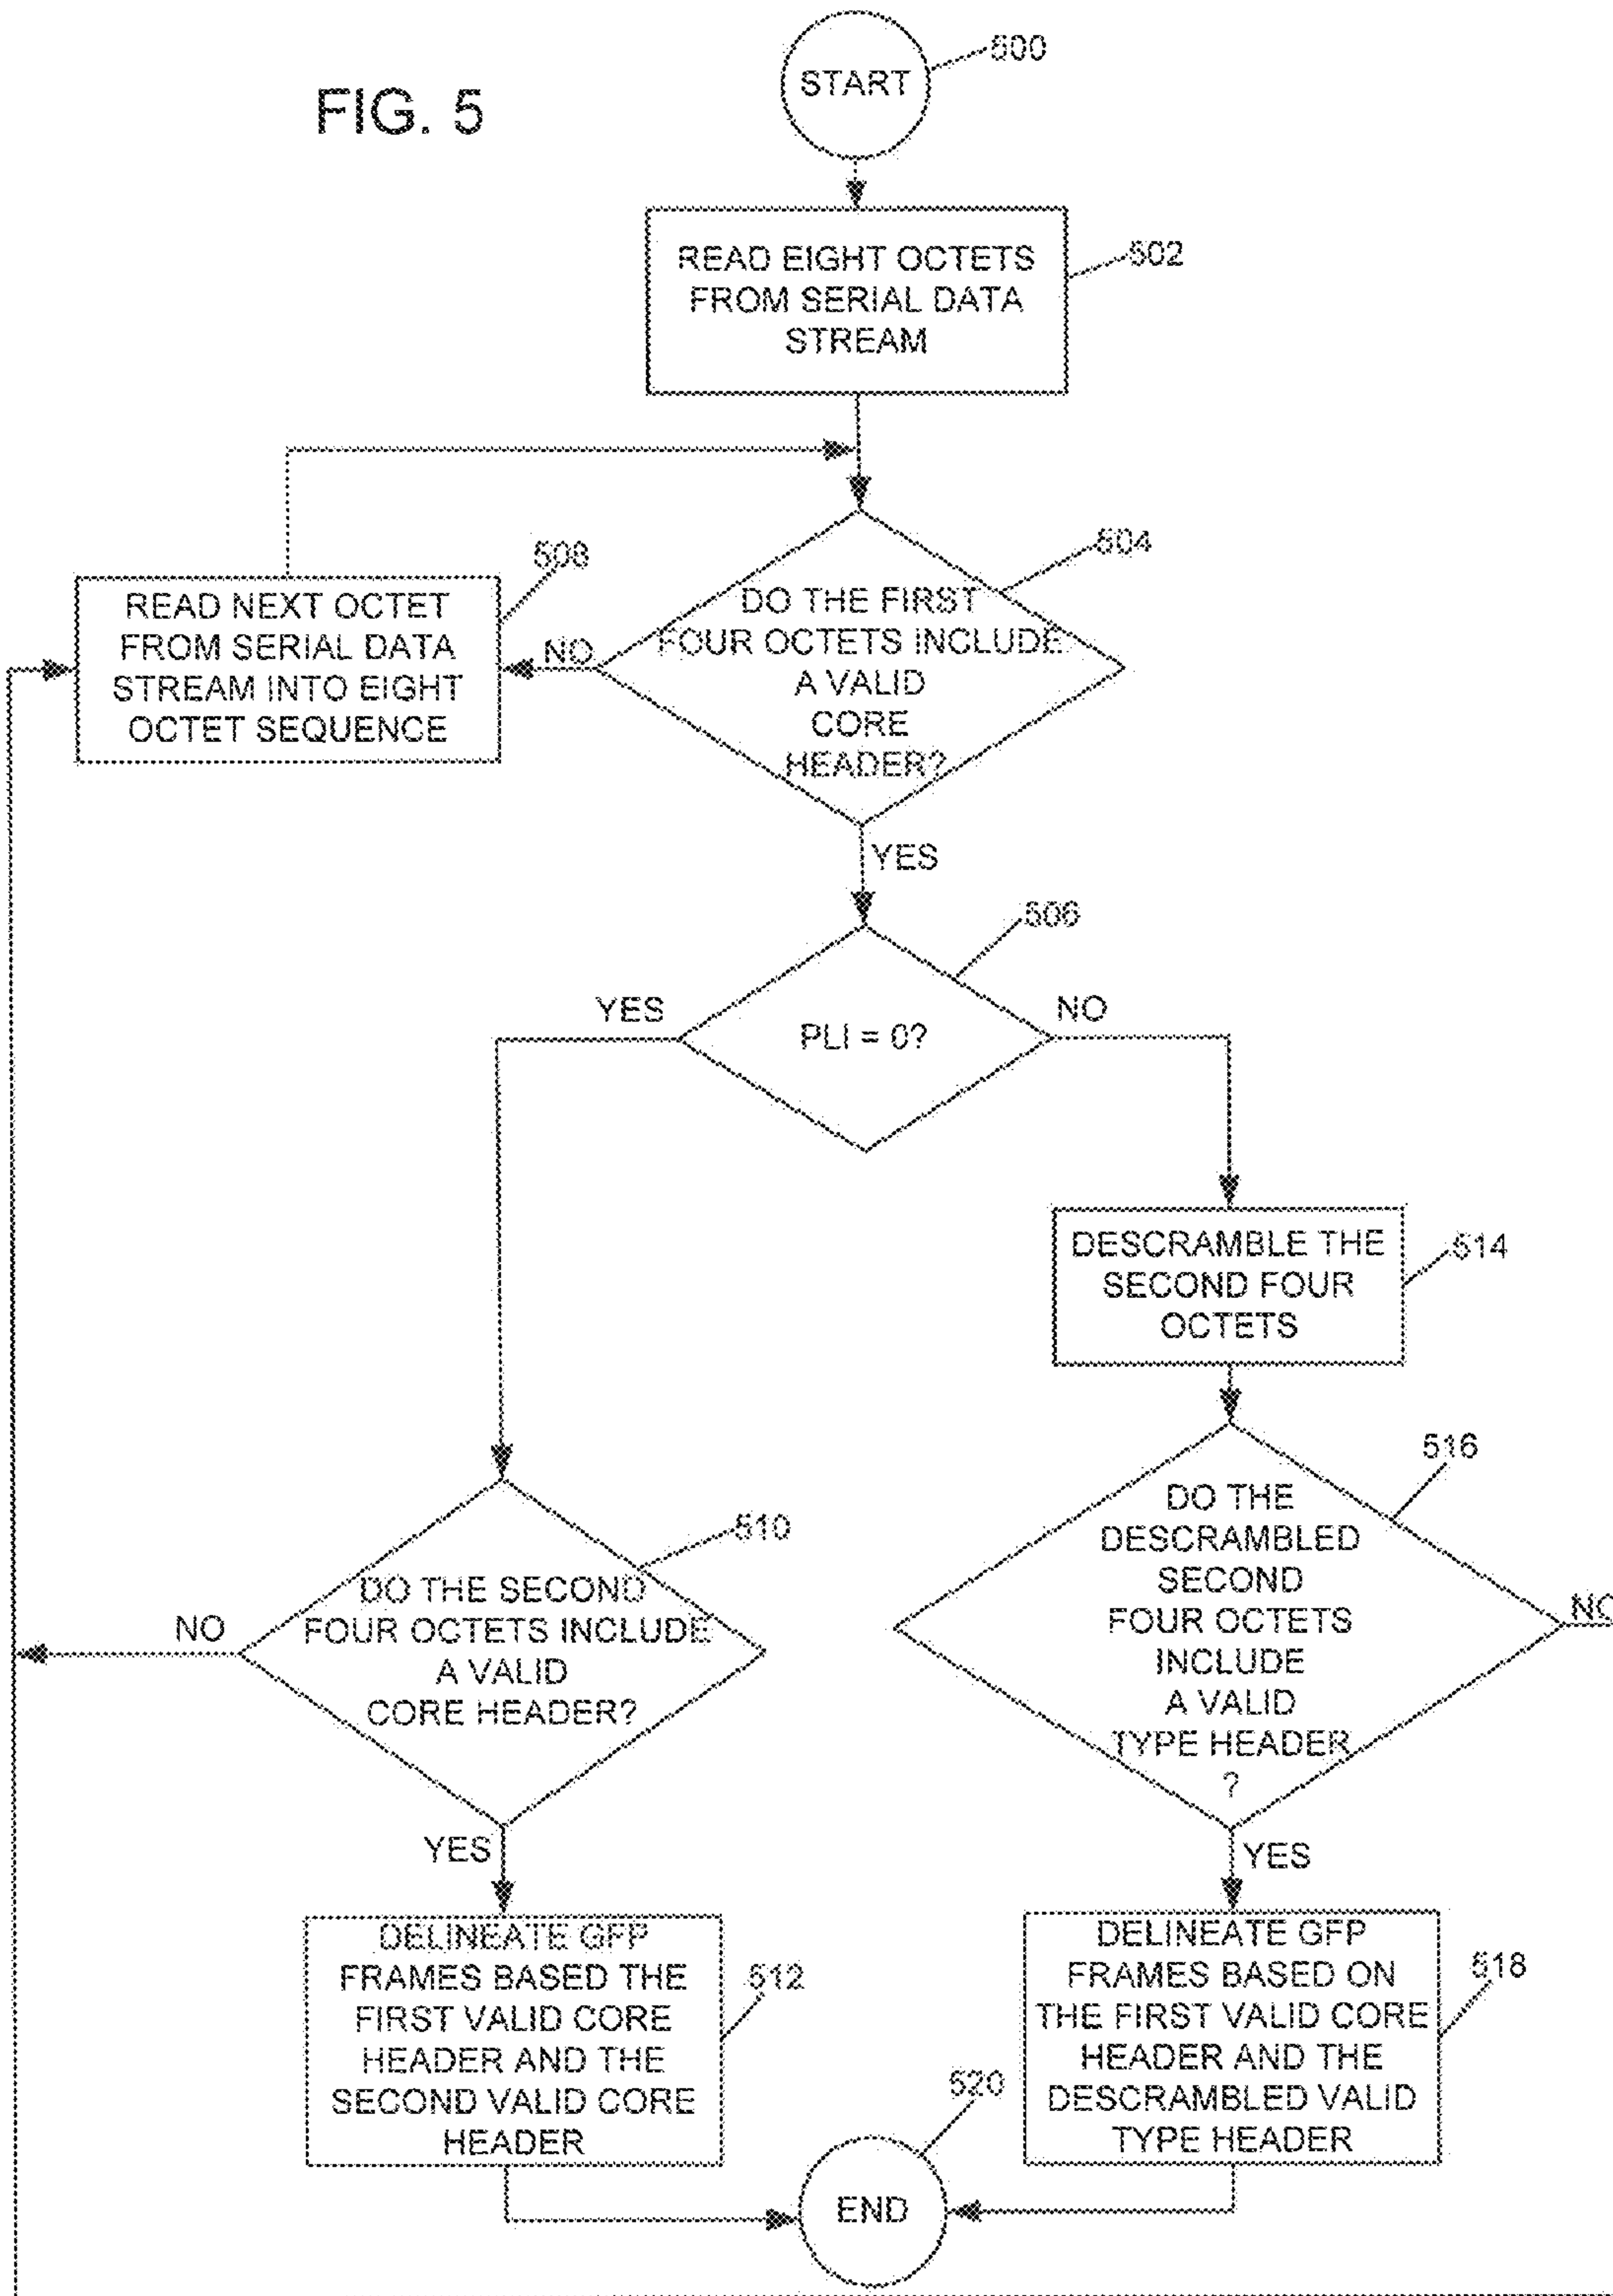 FIG. 5
START
500
READ EIGHT OCTETS
FROM SERIAL DATA
STREAM
502
READ NEXT OCTET
FROM SERIAL DATA
STREAM INTO EIGHT
OCTET SEQUENCE
508
NO
DO THE FIRST
FOUR OCTETS INCLUDE
A VALID
CORE
HEADER?
504
YES
506
YES
PLI = 0?
NO
DESCRAMBLE THE
SECOND FOUR
OCTETS
514
510
NO
DO THE SECOND
FOUR OCTETS INCLUDE
A VALID
CORE HEADER?
YES
516
DO THE
DESCRAMBLED
SECOND
FOUR OCTETS
INCLUDE
A VALID
TYPE HEADER
?
NO
YES
DELINEATE GFP
FRAMES BASED THE
FIRST VALID CORE
HEADER AND THE
SECOND VALID CORE
HEADER
512
DELINEATE GFP
FRAMES BASED ON
THE FIRST VALID CORE
HEADER AND THE
DESCRAMBLED VALID
TYPE HEADER
518
520
END